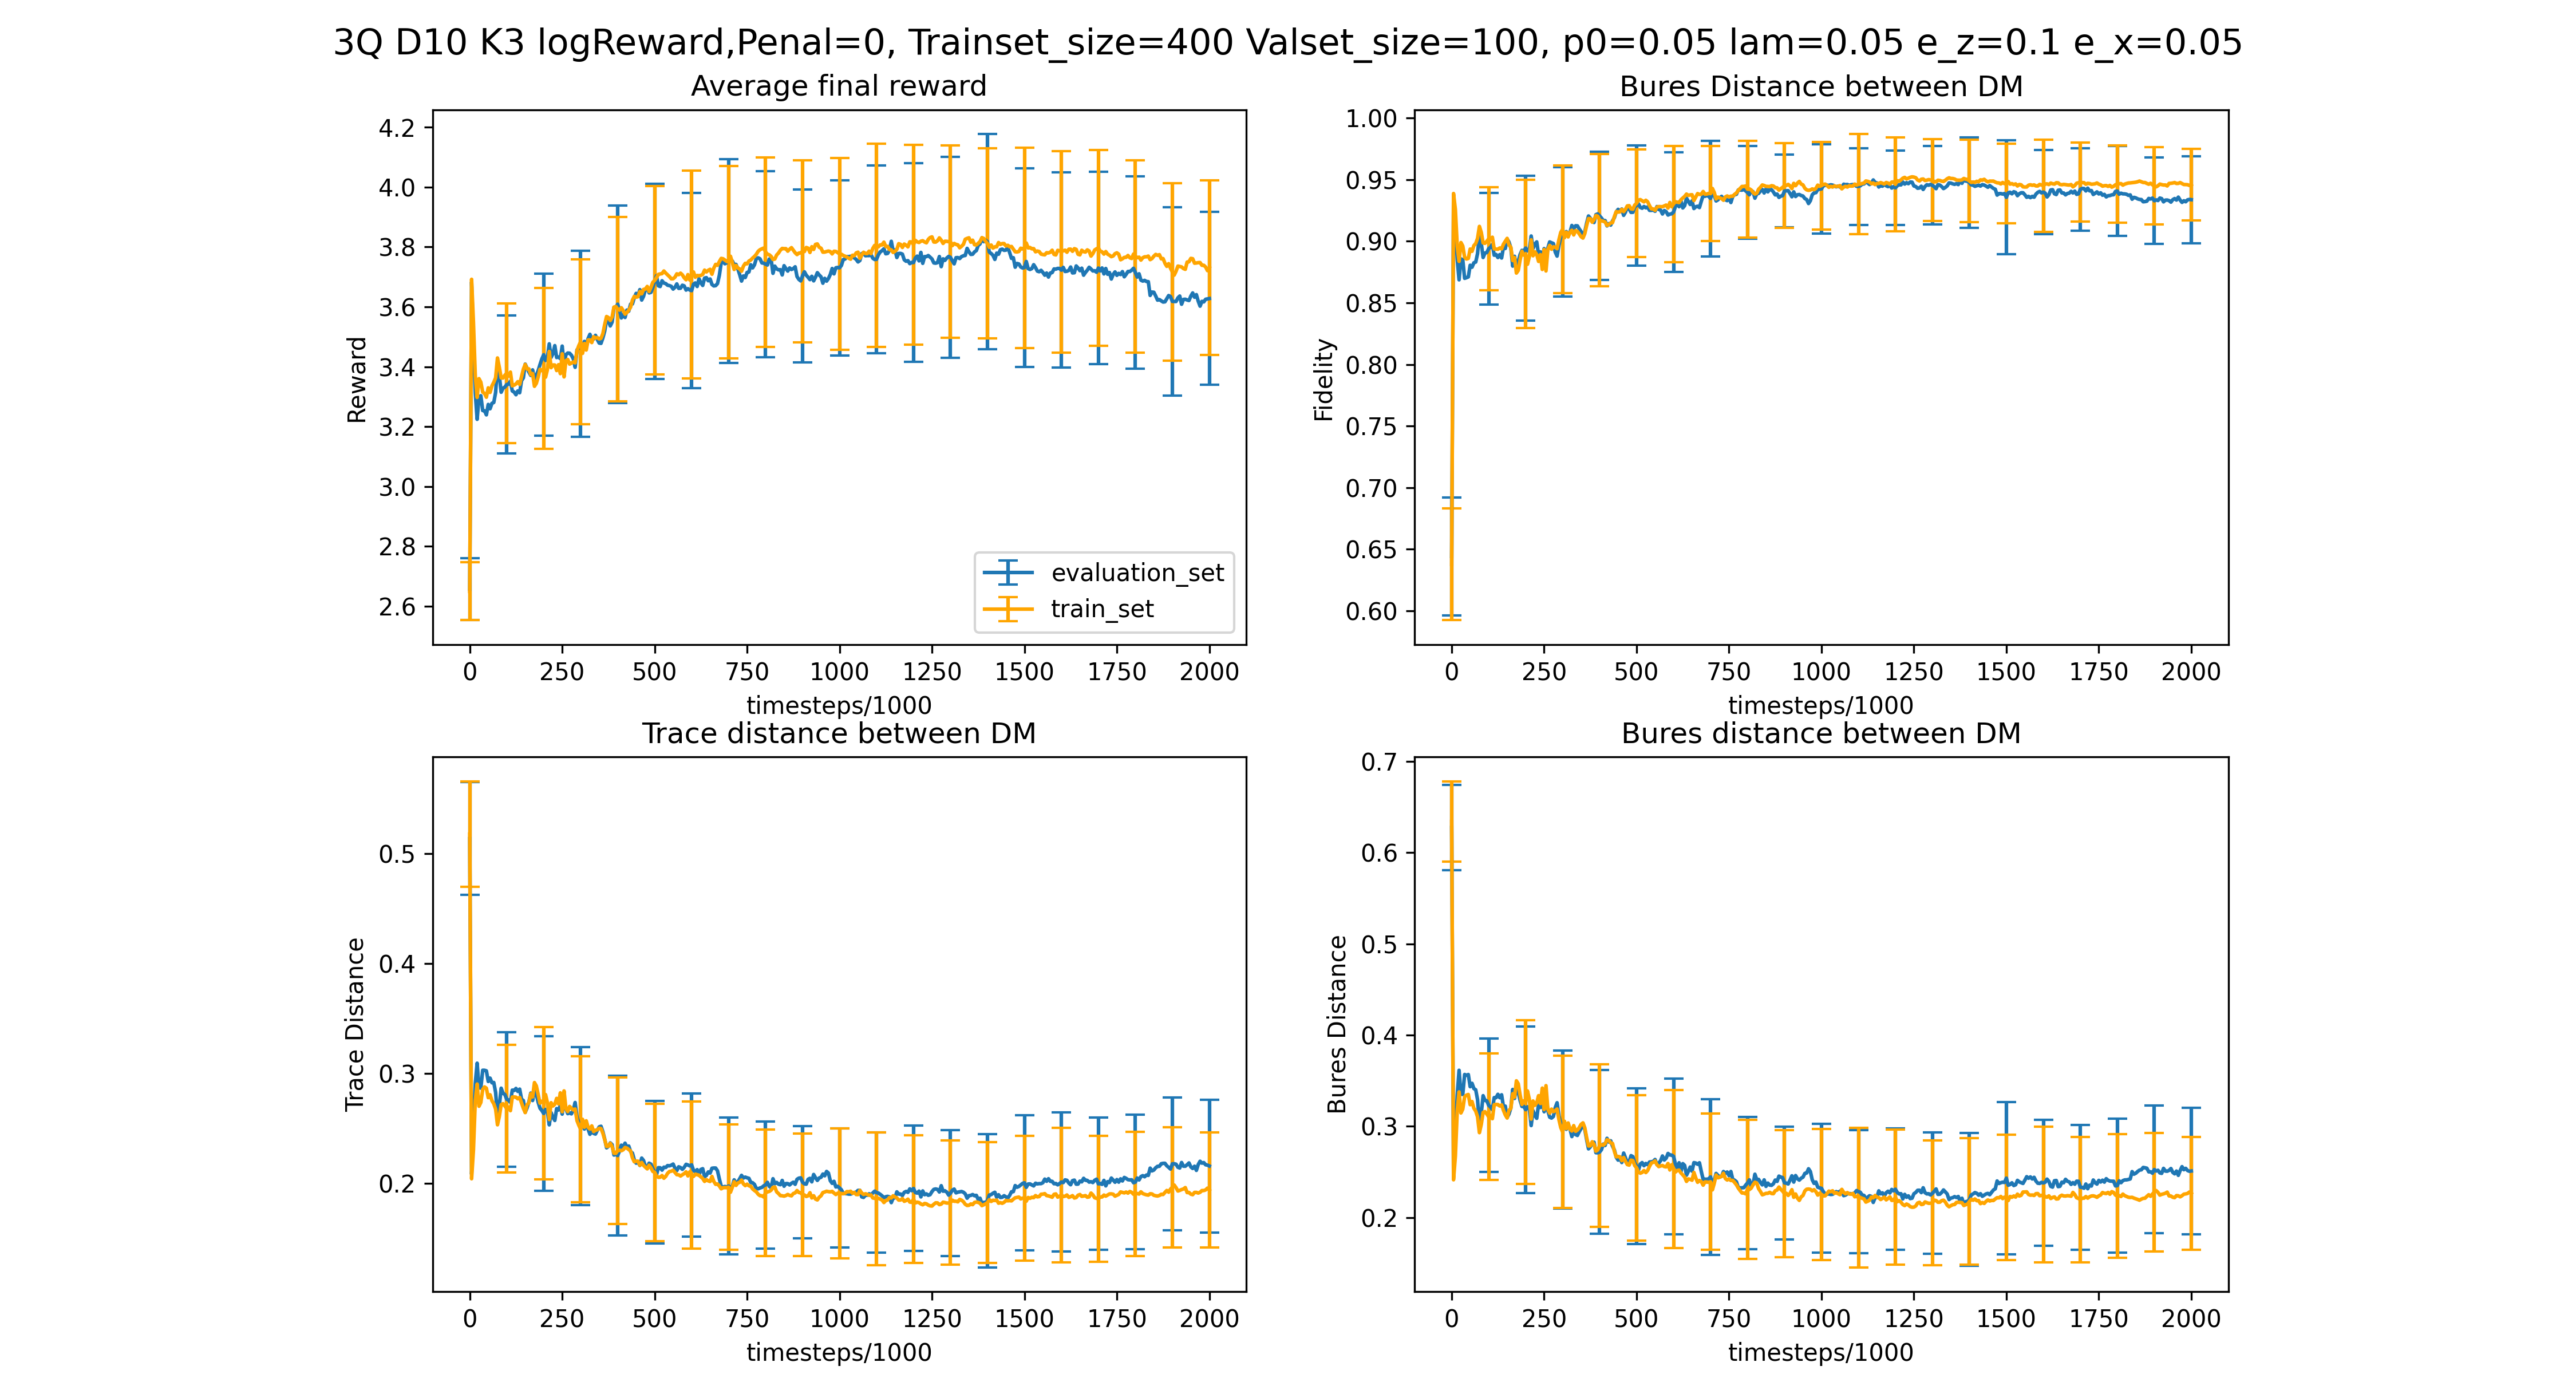 3Q D10 K3 logReward,Penal=0, Trainset_size=400 Valset_size=100, p0=0.05 lam=0.05 e_z=0.1 e_x=0.05
Average final reward
4.2
4.0
3.8
3.6
3.4
3.2
3.0
2.8
2.6
Reward
evaluation_set
train_set
0 250 500 750 1000 1250 1500 1750 2000
timesteps/1000
Bures Distance between DM
1.00
0.95
0.90
0.85
0.80
0.75
0.70
0.65
0.60
Fidelity
0 250 500 750 1000 1250 1500 1750 2000
timesteps/1000
Trace distance between DM
0.5
0.4
0.3
0.2
Trace Distance
0 250 500 750 1000 1250 1500 1750 2000
timesteps/1000
Bures distance between DM
0.7
0.6
0.5
0.4
0.3
0.2
Bures Distance
0 250 500 750 1000 1250 1500 1750 2000
timesteps/1000